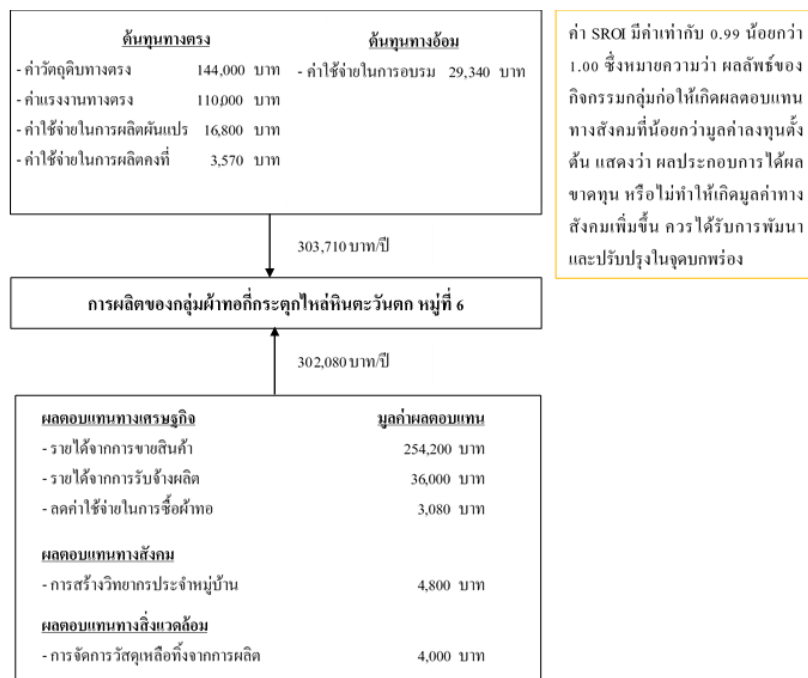 ต้นทุนทางตรง
- ค่าวัตถุดิบทางตรง 144,000 บาท
- ค่าแรงงานทางตรง 110,000 บาท
- ค่าใช้จ่ายในการผลิตผันแปร 16,800 บาท
- ค่าใช้จ่ายในการผลิตคงที่ 3,570 บาท
ต้นทุนทางอ้อม
- ค่าใช้จ่ายในการอบรม 29,340 บาท
ค่า SROI มีค่าเท่ากับ 0.99 น้อยกว่า
1.00 ซึ่งหมายความว่า ผลลัพธ์ของ
กิจกรรมกลุ่มก่อให้เกิดผลตอบแทน
ทางสังคมที่น้อยกว่ามูลค่าลงทุนตั้ง
ต้น แสดงว่า ผลประกอบการได้ผล
ขาดทุน หรือไม่ทำให้เกิดมูลค่าทาง
สังคมเพิ่มขึ้น ควรได้รับการพัฒนา
และปรับปรุงในจุดบกพร่อง
303,710 บาท/ปี
การผลิตของกลุ่มผ้าทอกี่กระตุกไหล่หินตะวันตก หมู่ที่ 6
302,080 บาท/ปี
ผลตอบแทนทางเศรษฐกิจ มูลค่าผลตอบแทน
- รายได้จากการขายสินค้า 254,200 บาท
- รายได้จากการรับจ้างผลิต 36,000 บาท
- ลดค่าใช้จ่ายในการซื้อผ้าทอ 3,080 บาท
ผลตอบแทนทางสังคม
- การสร้างวิทยากรประจำหมู่บ้าน 4,800 บาท
ผลตอบแทนทางสิ่งแวดล้อม
- การจัดการวัสดุเหลือทิ้งจากการผลิต 4,000 บาท